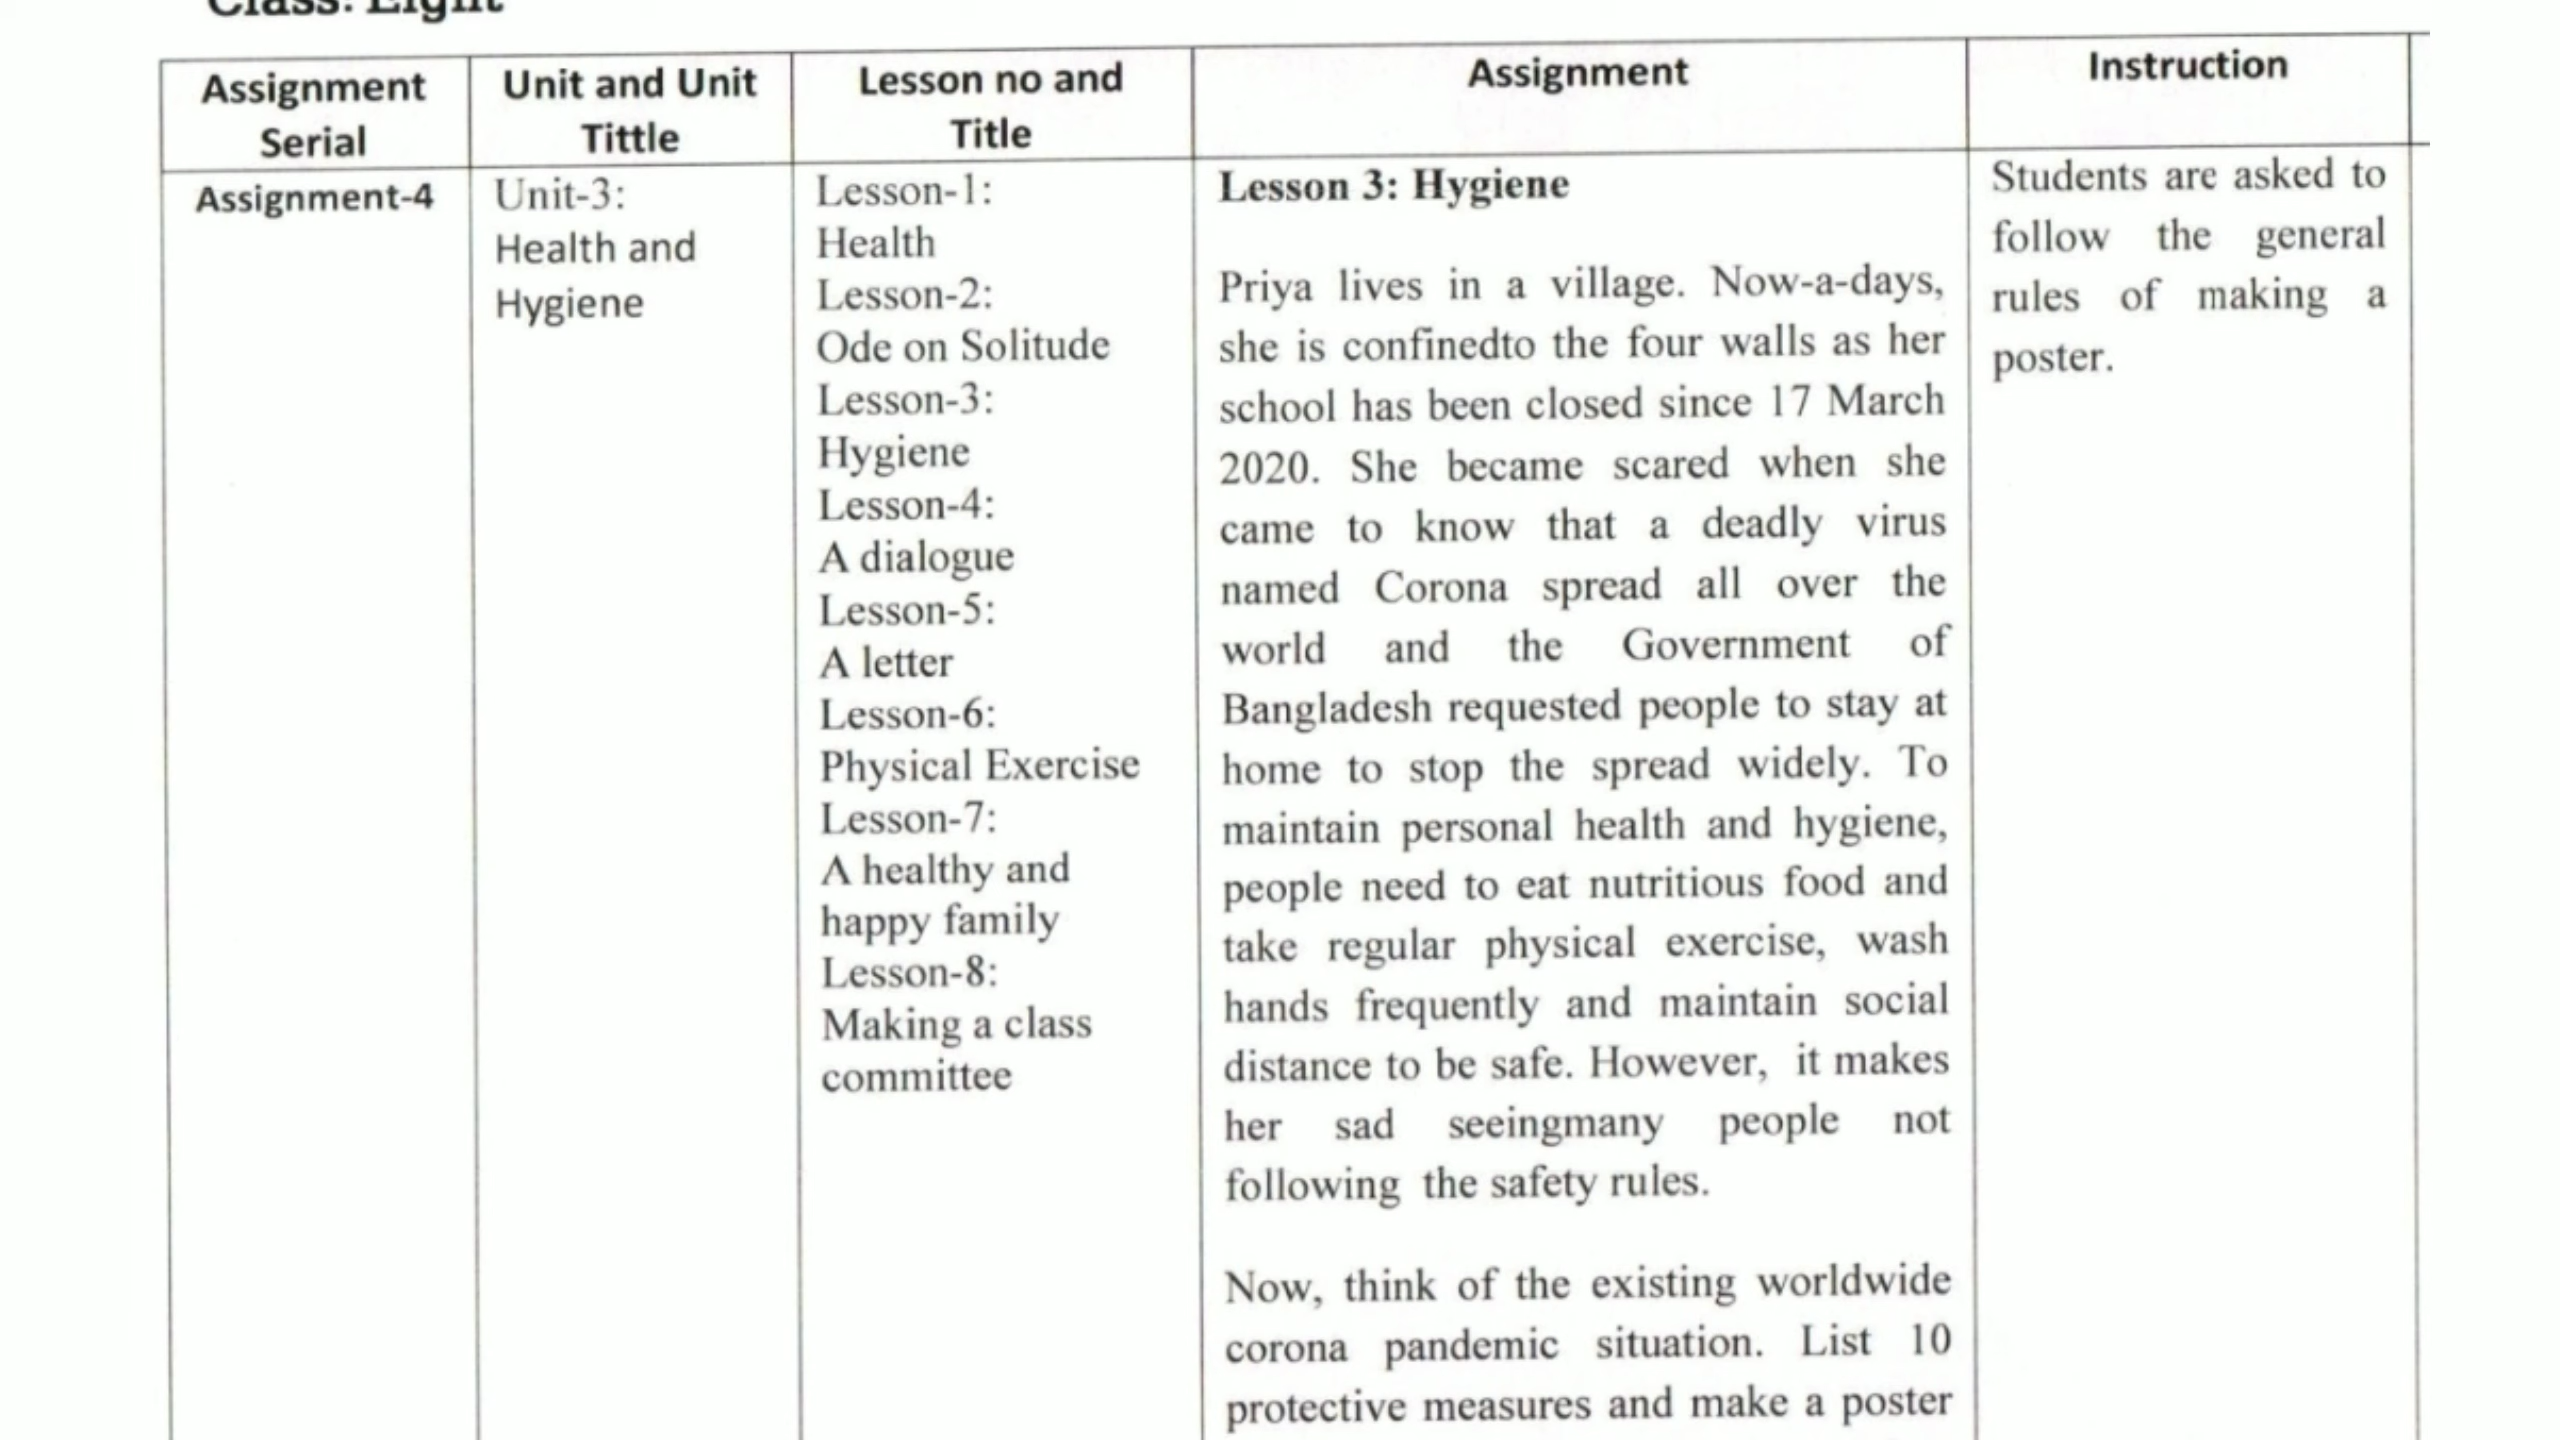 Class: Eight
Assignment
Serial
Unit and Unit
Tittle
Lesson no and
Title
Assignment
Instruction
Assignment-4
Unit-3:
Health and
Hygiene
Lesson-1:
Health
Lesson-2:
Ode on Solitude
Lesson-3:
Hygiene
Lesson-4:
A dialogue
Lesson-5:
A letter
Lesson-6:
Physical Exercise
Lesson-7:
A healthy and
happy family
Lesson-8:
Making a class
committee
Lesson 3: Hygiene
Priya lives in a village. Now-a-days,
she is confinedto the four walls as her
school has been closed since 17 March
2020. She became scared when she
came to know that a deadly virus
named Corona spread all over the
world and the Government of
Bangladesh requested people to stay at
home to stop the spread widely. To
maintain personal health and hygiene,
people need to eat nutritious food and
take regular physical exercise, wash
hands frequently and maintain social
distance to be safe. However, it makes
her sad seeingmany people not
following the safety rules.
Now, think of the existing worldwide
corona pandemic situation. List 10
protective measures and make a poster
Students are asked to
follow the general
rules of making a
poster.